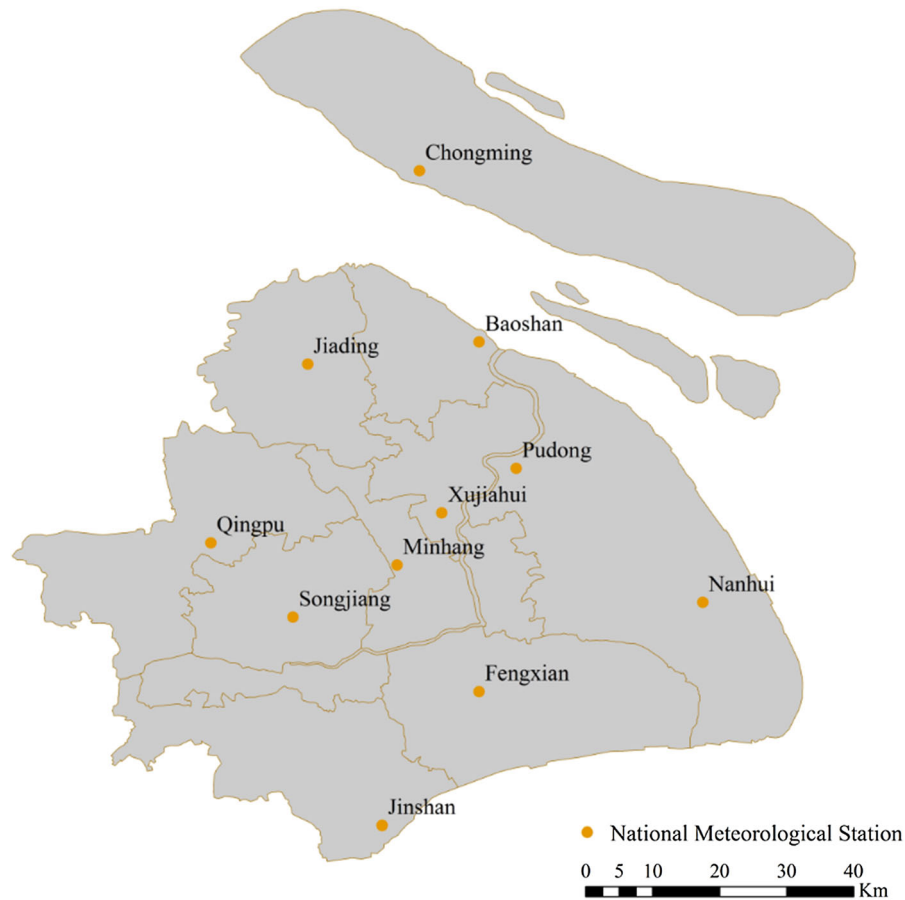 Chongming
Baoshan
Jiading
Pudong
Xujiahui
Qingpu
Minhang
Nanhui
Songjiang
Fengxian
Jinshan
National Meteorological Station
0 5 10 20 30 40
Km